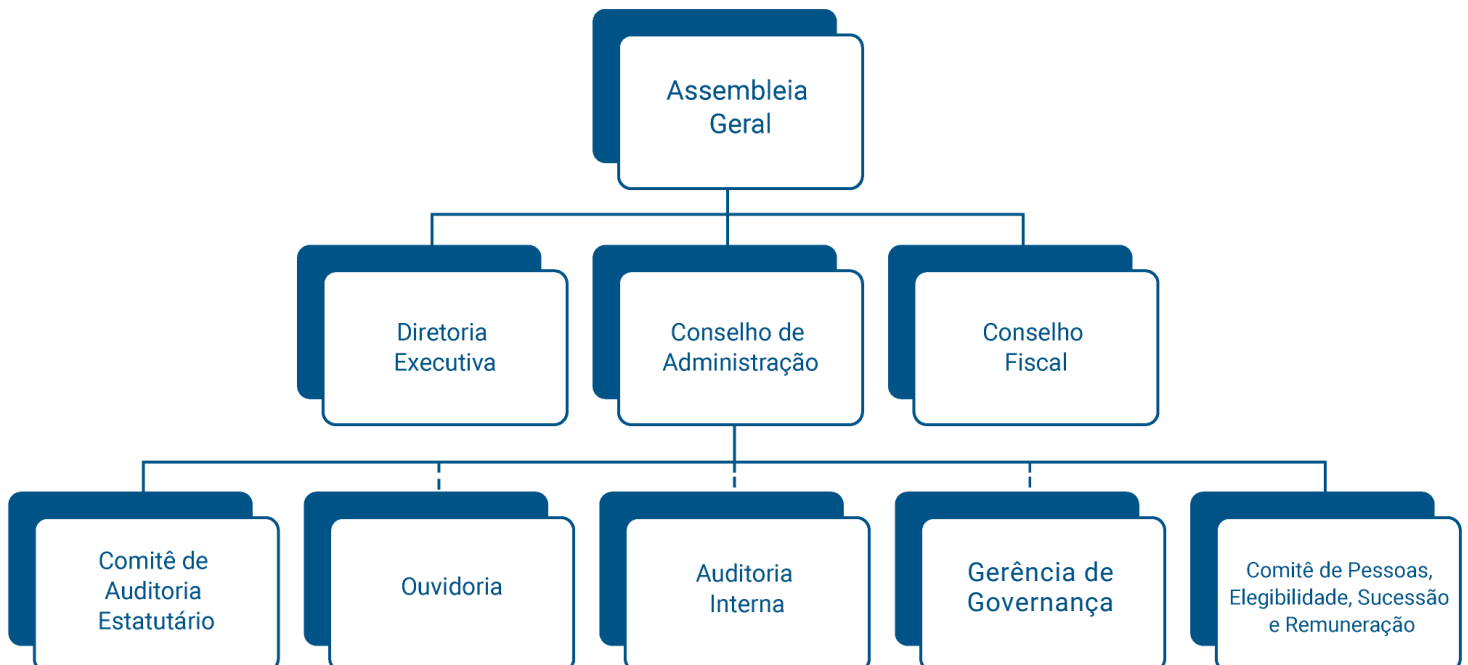 Assembleia
Geral
Diretoria
Executiva
Conselho de
Administração
Conselho
Fiscal
Comitê de
Auditoria
Estatutário
Ouvidoria
Auditoria
Interna
Gerência de
Governança
Comitê de Pessoas,
Elegibilidade, Sucessão
e Remuneração